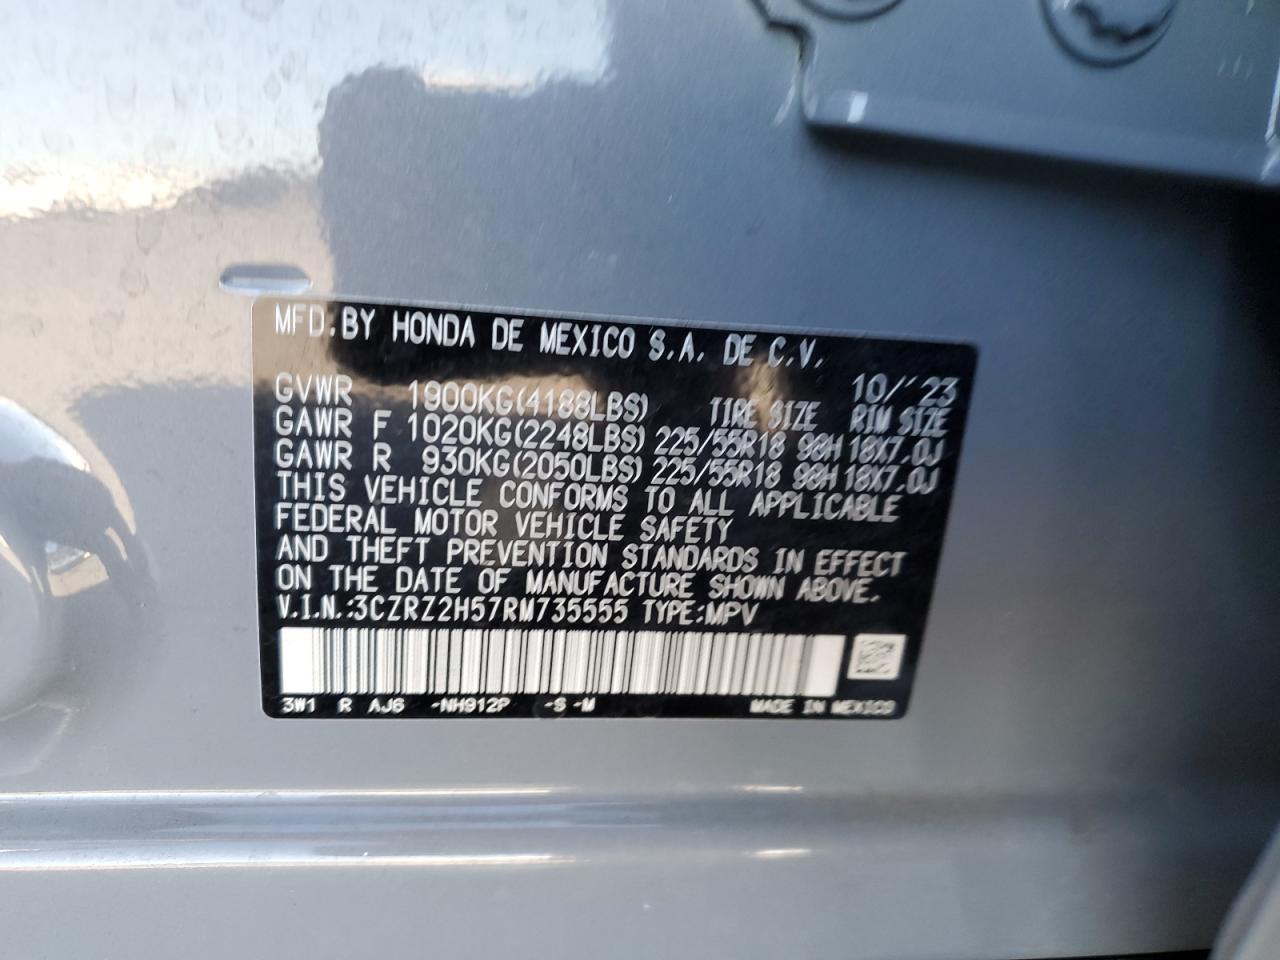 MFD. BY HONDA DE MEXICO S.A. DE C.V.
10/'23
GVWR 1900KG(4188LBS) TIRE SIZE RIM SIZE
GAWR F 1020KG(2248LBS) 225/55R18 98H 18X7.0J
GAWR R 930KG(2050LBS) 225/55R18 98H 18X7.0J
THIS VEHICLE CONFORMS TO ALL APPLICABLE
FEDERAL MOTOR VEHICLE SAFETY
AND THEFT PREVENTION STANDARDS IN EFFECT
ON THE DATE OF MANUFACTURE SHOWN ABOVE.
V.I.N.:3CZRZ2H57RM735555 TYPE:MPV
3W1 R AJ6 -NH912P -S -M MADE IN MEXICO